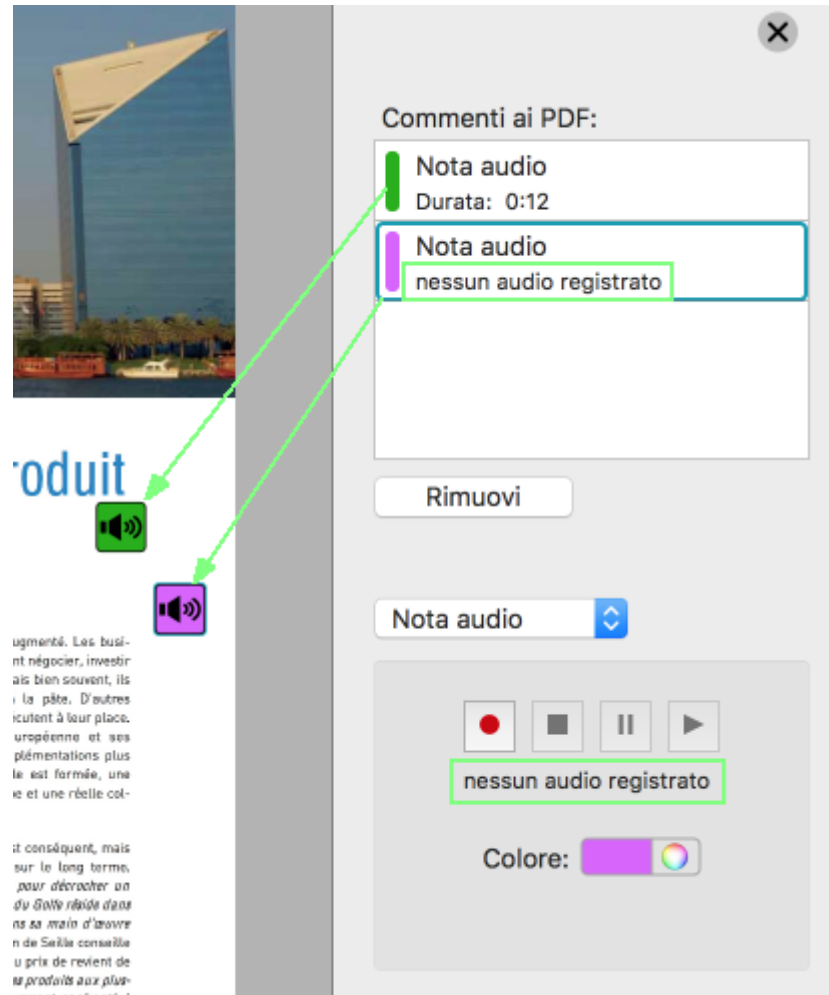 Commenti ai PDF:
Nota audio
Durata: 0:12
Nota audio
nessun audio registrato
Rimuovi
Nota audio
nessun audio registrato
Colore:
oduit
ugmenté. Les busi-
nt négocier, investir
ais bien souvent, ils
la pâte. D'autres
écutent à leur place.
uropéenne et ses
plémentations plus
le est formée, une
e et une réelle col-
st conséquent, mais
sur le long terme,
pour décrocher un
du Golfe réside dans
ns sa main d'œuvre
n de Seille conseille
u prix de revient de
produits aux plus-